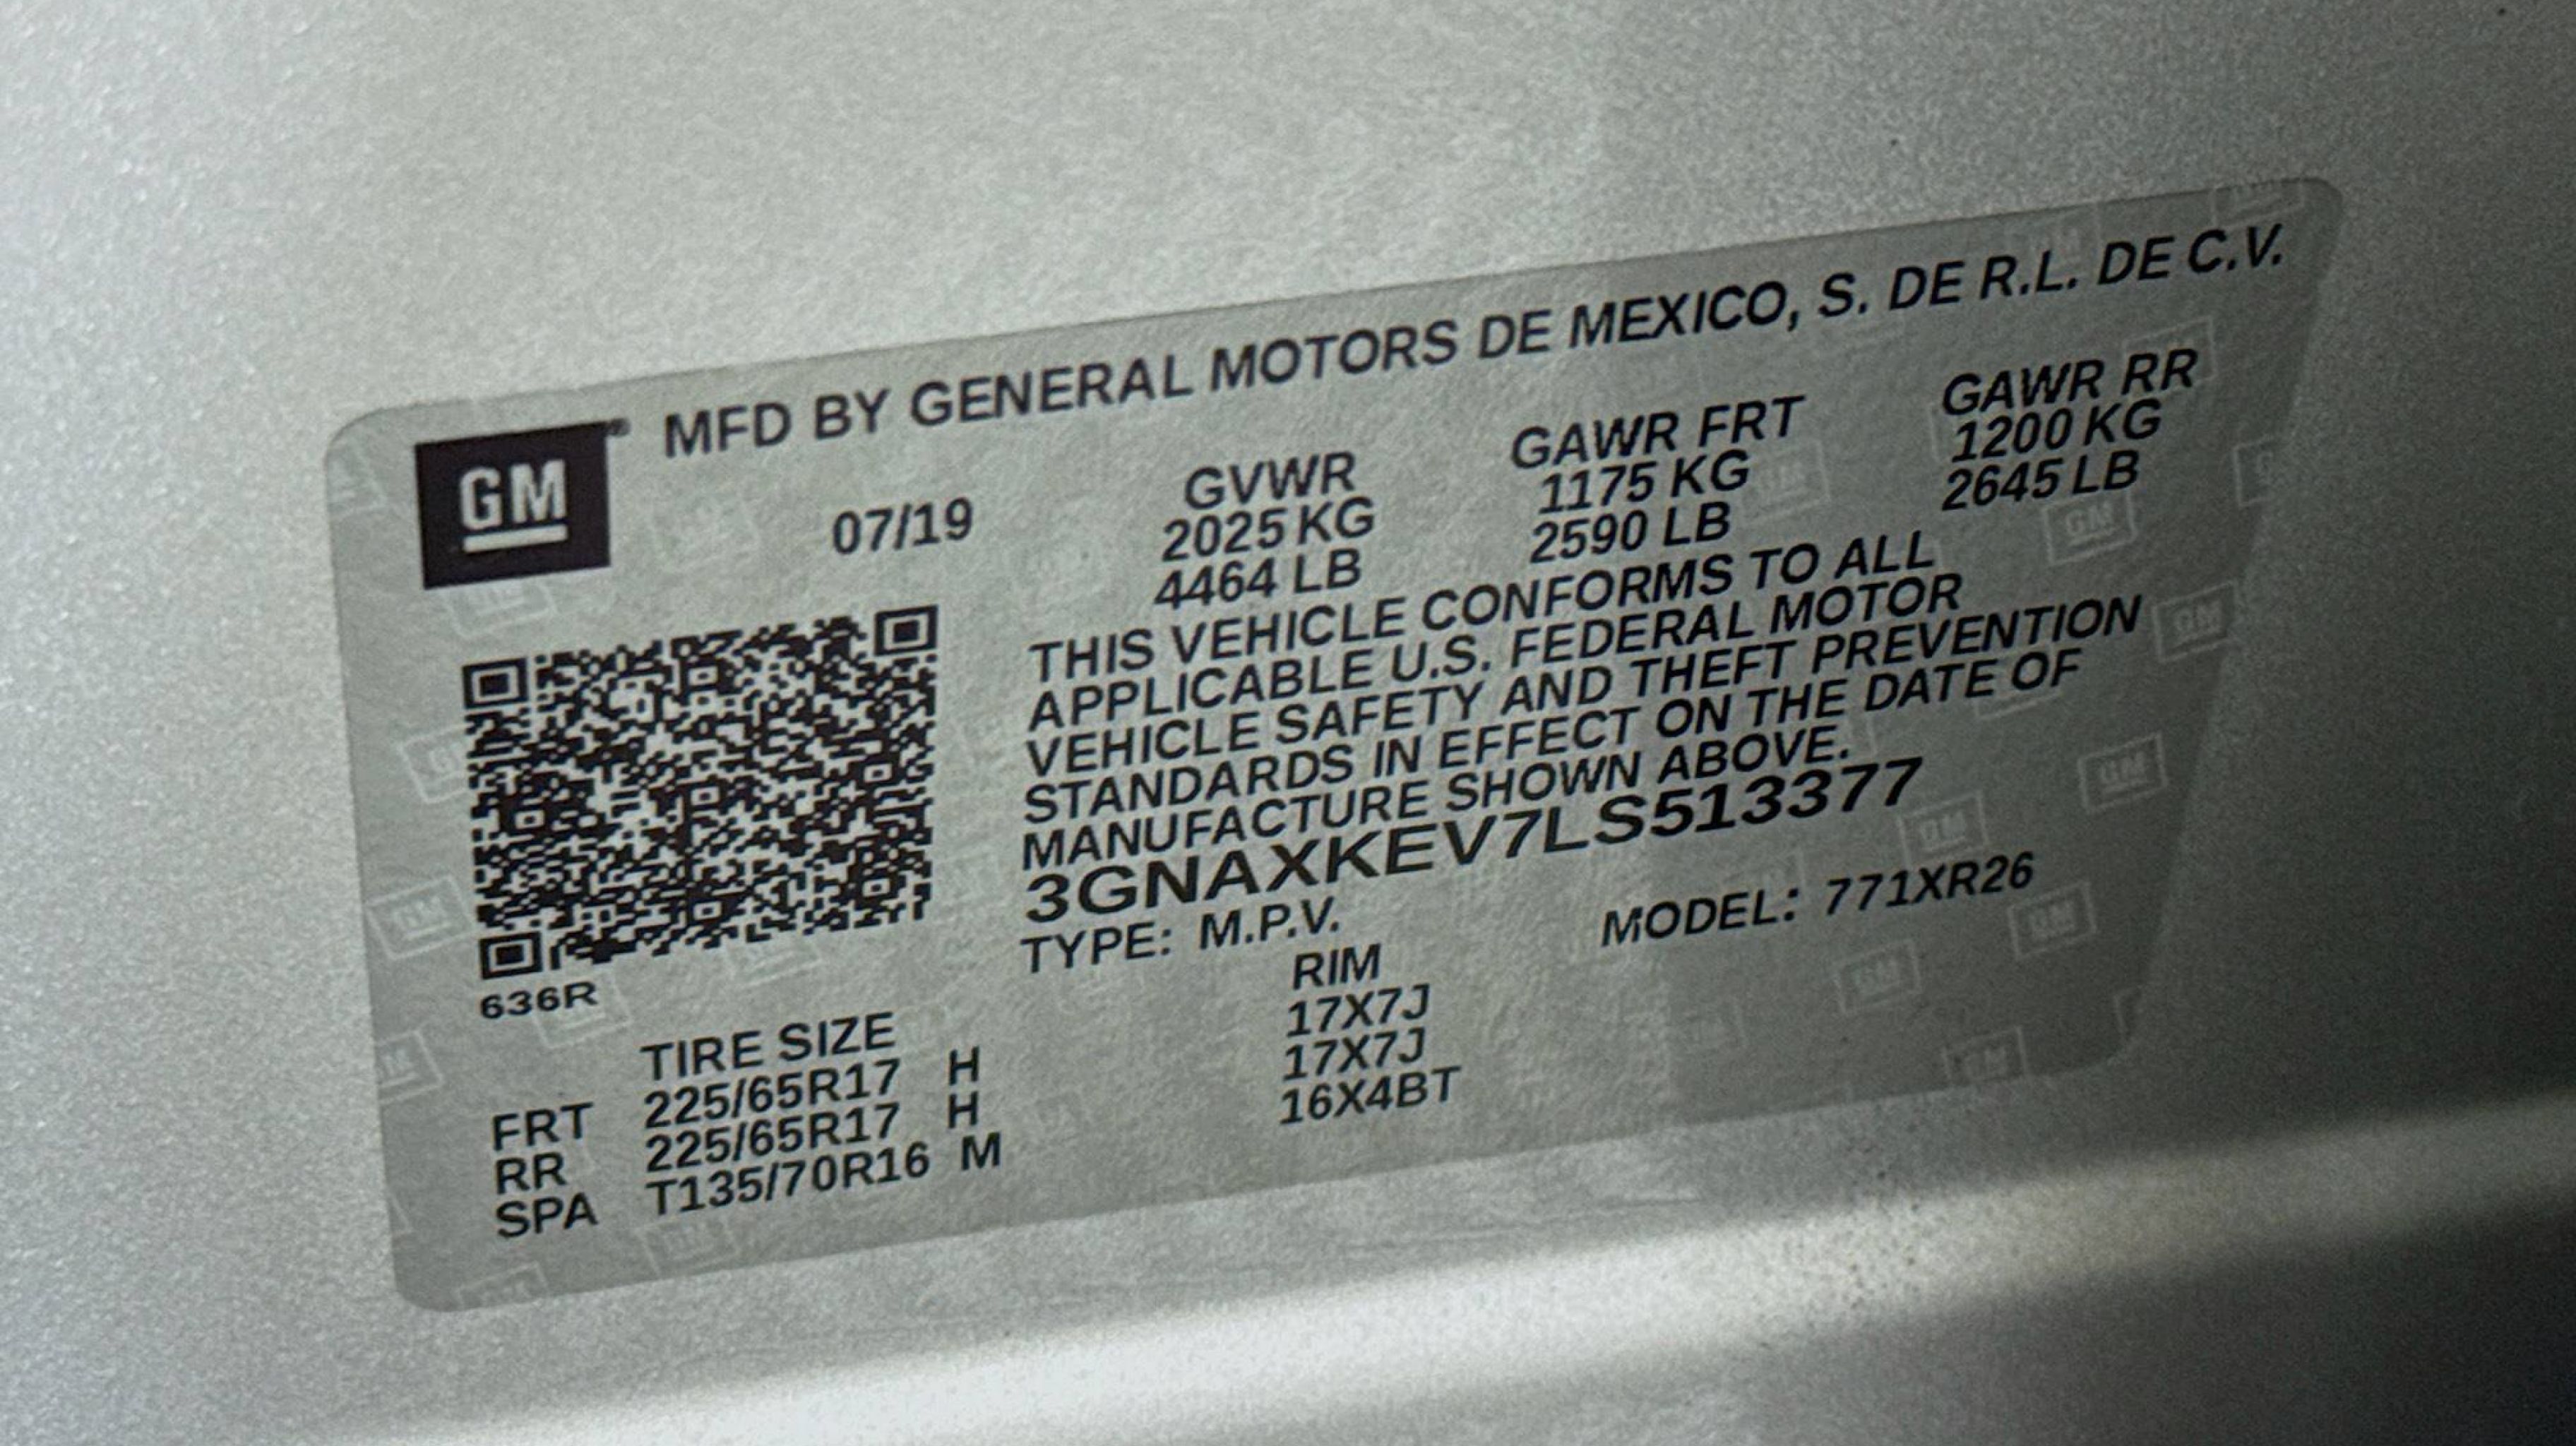 GM® MFD BY GENERAL MOTORS DE MEXICO, S. DE R.L. DE C.V.
07/19 GVWR GAWR FRT GAWR RR
2025 KG 1175 KG 1200 KG
4464 LB 2590 LB 2645 LB
THIS VEHICLE CONFORMS TO ALL
APPLICABLE U.S. FEDERAL MOTOR
VEHICLE SAFETY AND THEFT PREVENTION
STANDARDS IN EFFECT ON THE DATE OF
MANUFACTURE SHOWN ABOVE.
3GNAXKEV7LS513377
TYPE: M.P.V. MODEL: 771XR26
636R
TIRE SIZE RIM
FRT 225/65R17 H 17X7J
RR 225/65R17 H 17X7J
SPA T135/70R16 M 16X4BT